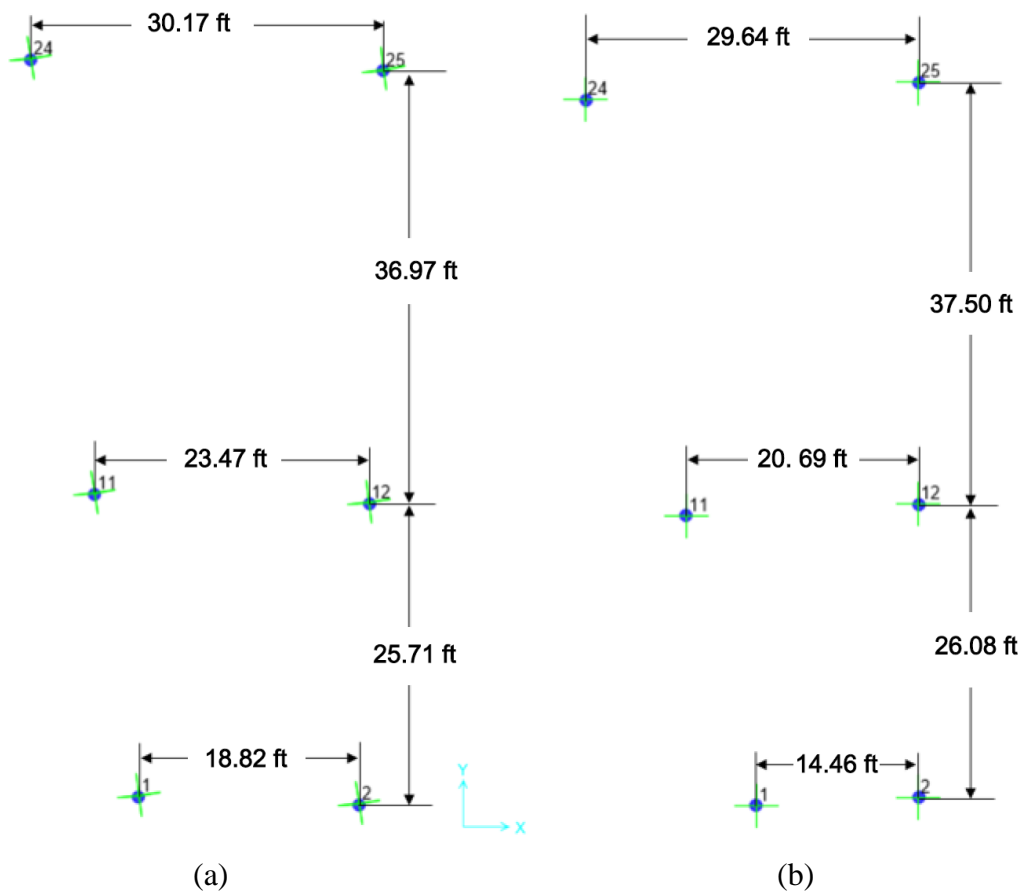 30.17 ft
24
25
36.97 ft
23.47 ft
11
12
25.71 ft
18.82 ft
1
2
Y
X
(a)
29.64 ft
25
24
37.50 ft
20. 69 ft
12
11
26.08 ft
14.46 ft
1
2
(b)